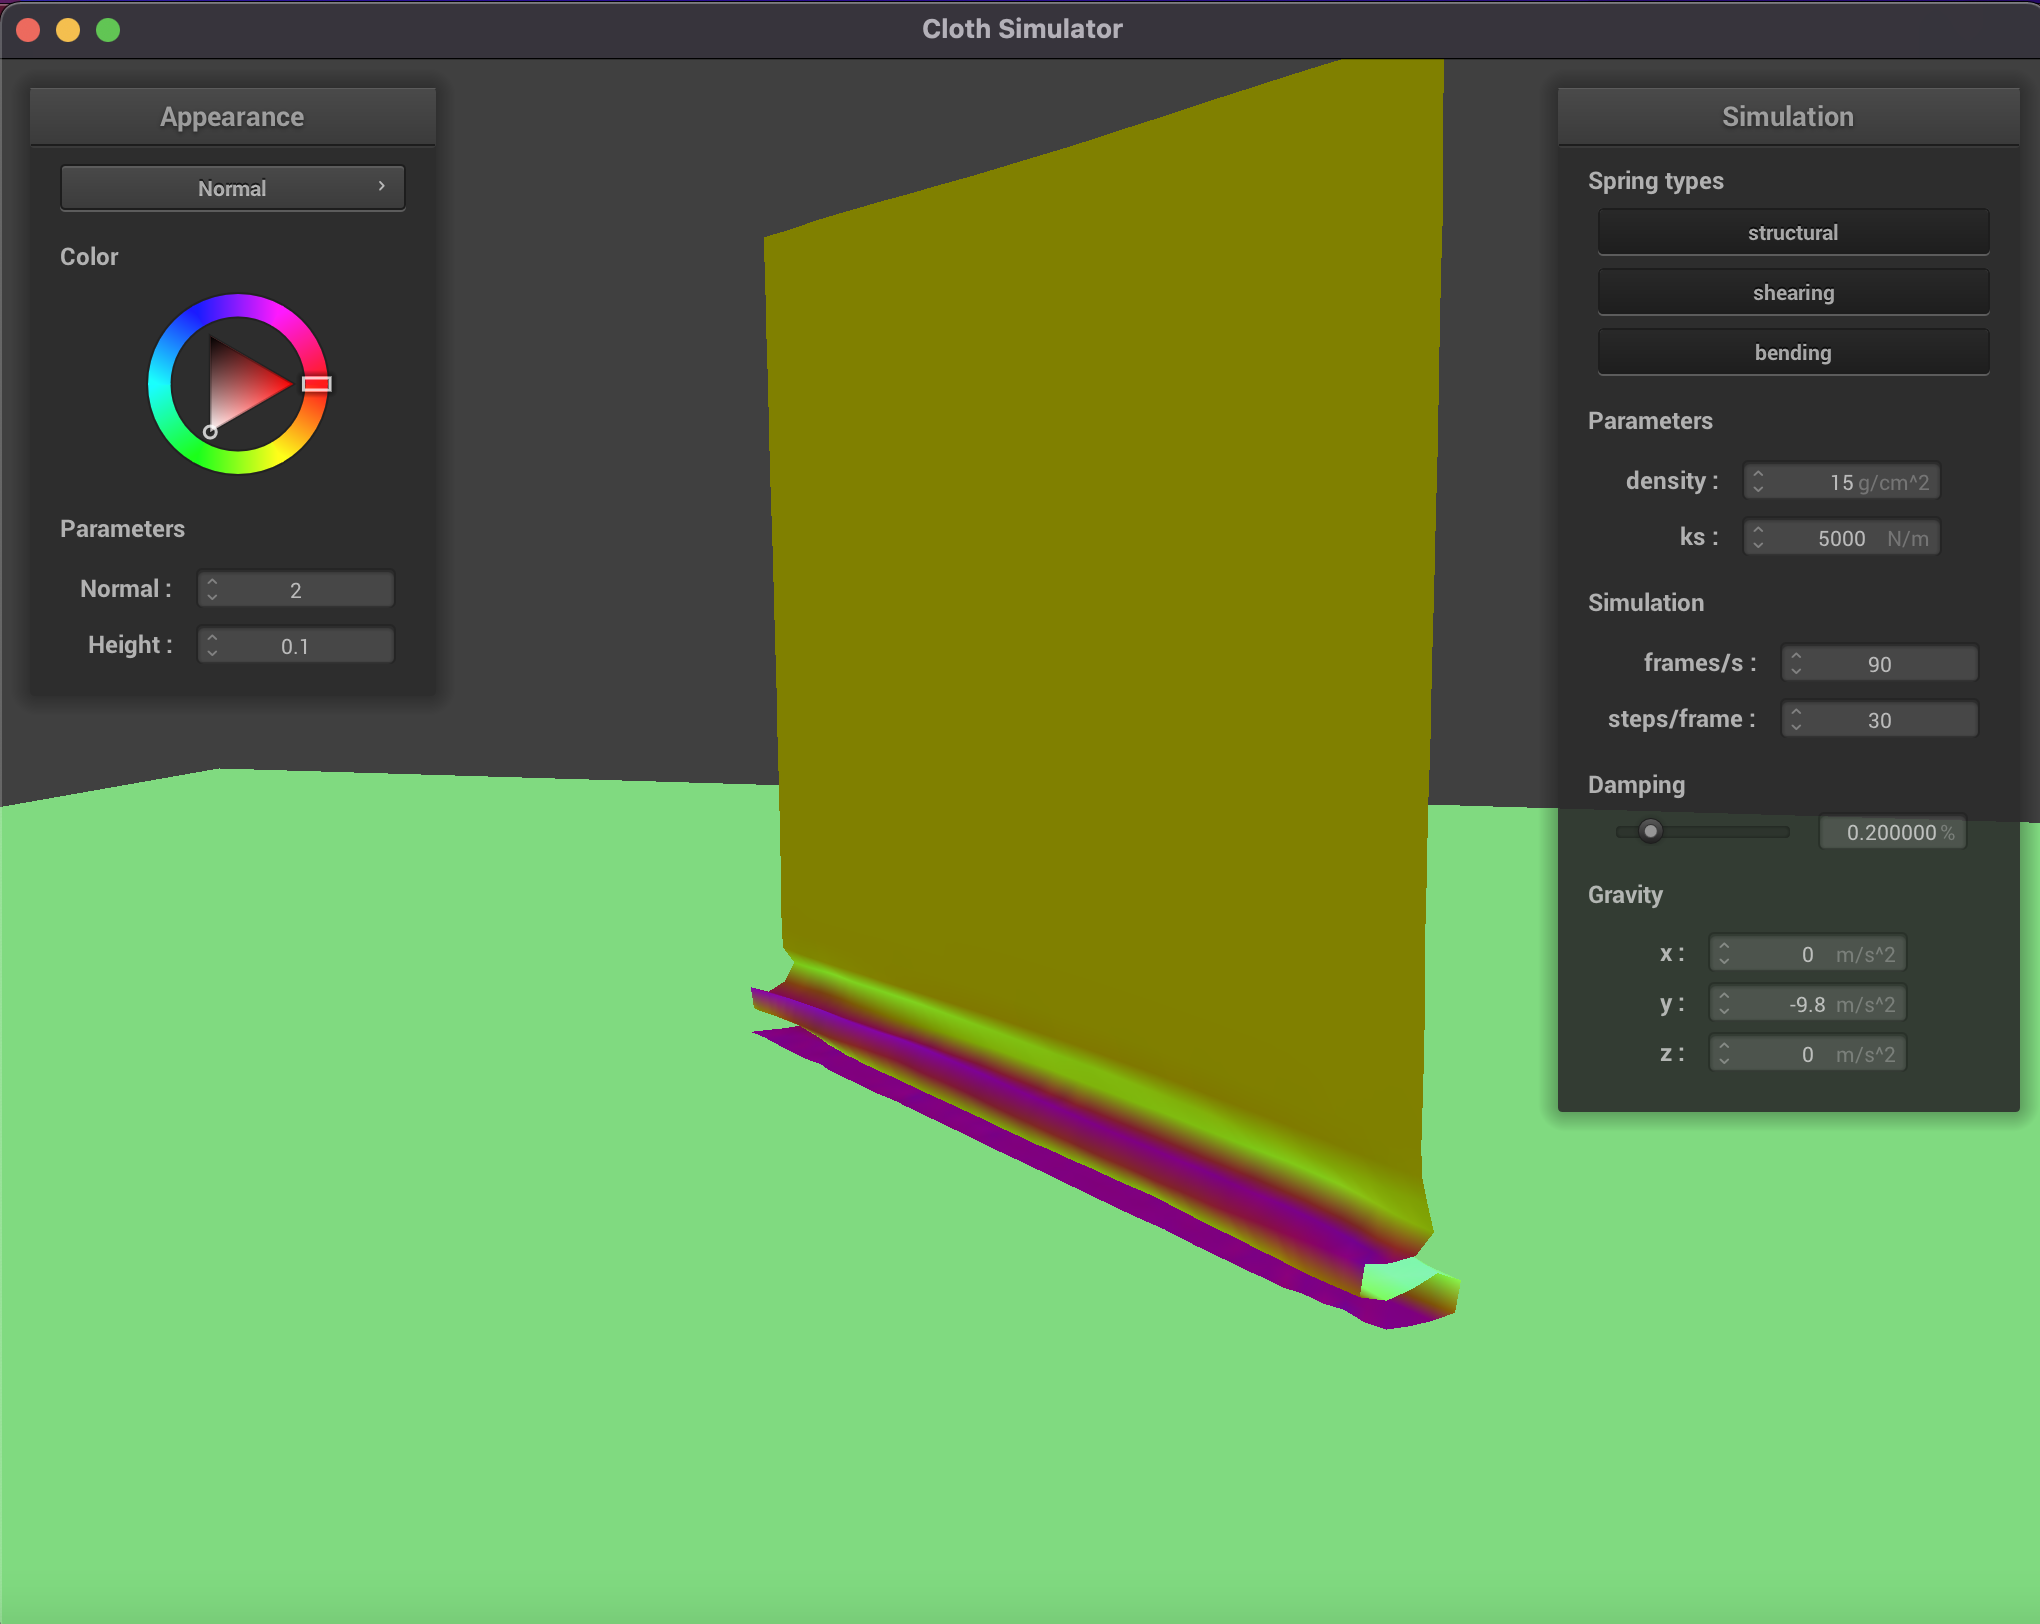 Cloth Simulator
Appearance
Normal
Color
Parameters
Normal : 2
Height : 0.1
Simulation
Spring types
structural
shearing
bending
Parameters
density : 15 g/cm^2
ks : 5000 N/m
Simulation
frames/s : 90
steps/frame : 30
Damping
0.200000 %
Gravity
x : 0 m/s^2
y : -9.8 m/s^2
z : 0 m/s^2